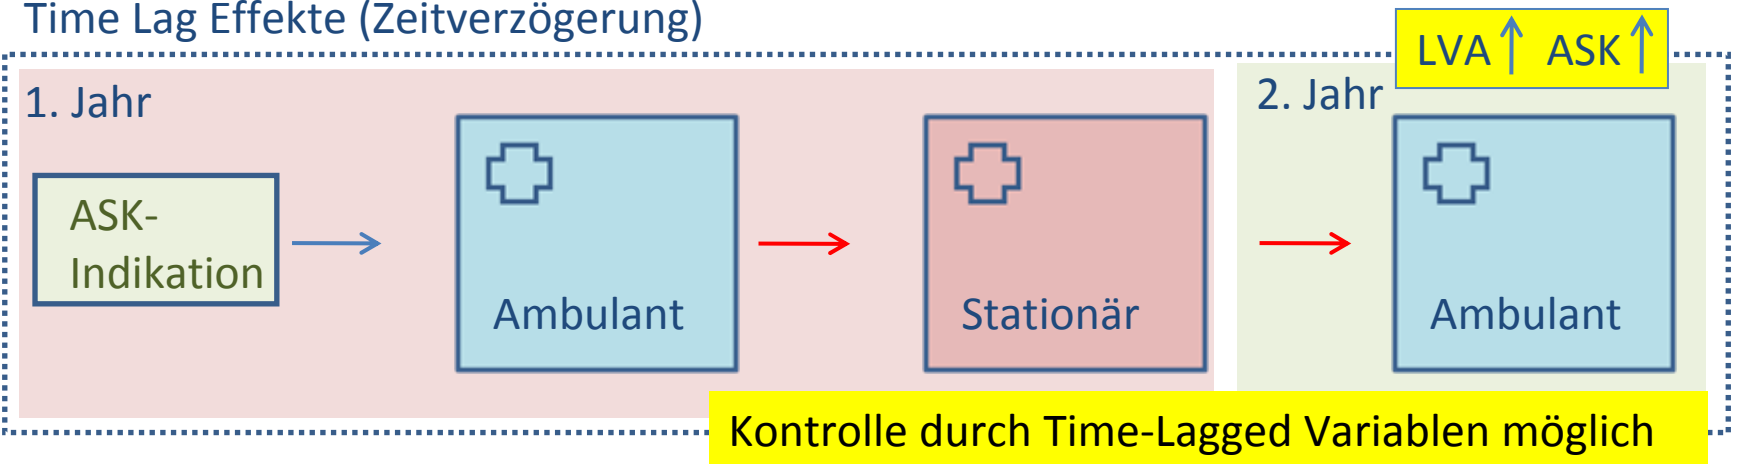 Time Lag Effekte (Zeitverzögerung)
LVA ASK
1. Jahr
2. Jahr
ASK-
Indikation
Ambulant
Stationär
Ambulant
Kontrolle durch Time-Lagged Variablen möglich